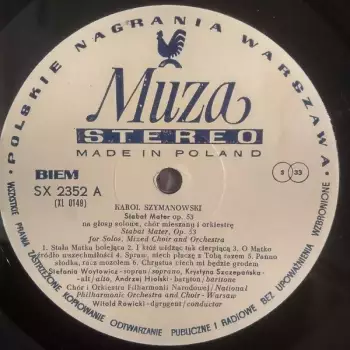 • POLSKIE NAGRANIA WARSZAWA •
Muza
STEREO
MADE IN POLAND
BIEM
SX 2352 A
(XL 0149)
S 33
KAROL SZYMANOWSKI
Stabat Mater op. 53
na głosy solowe, chór mieszany i orkiestrę
Stabat Mater, Op. 53
for Solos, Mixed Choir and Orchestra
1. Stała Matka bolejąca 2. I któż widząc tak cierpiącą 3. O Matko
źródło wszechmiłości 4. Spraw, niech płaczę z Tobą razem 5. Panno
słodka, racz mozołem 6. Chrystus niech mi będzie grodem
Stefania Woytowicz - sopran/soprano, Krystyna Szczepańska-
-alt/alto, Andrzej Hiolski - baryton/baritone
Chór i Orkiestra Filharmonii Narodowej/National
Philharmonic Orchestra and Choir - Warsaw
Witold Rowicki - dyrygent/conductor
WSZYSTKIE PRAWA ZASTRZEŻONE KOPIOWANIE ODTWARZANIE PUBLICZNE I RADIOWE BEZ UPOWAŻNIENIA WZBRONIONE